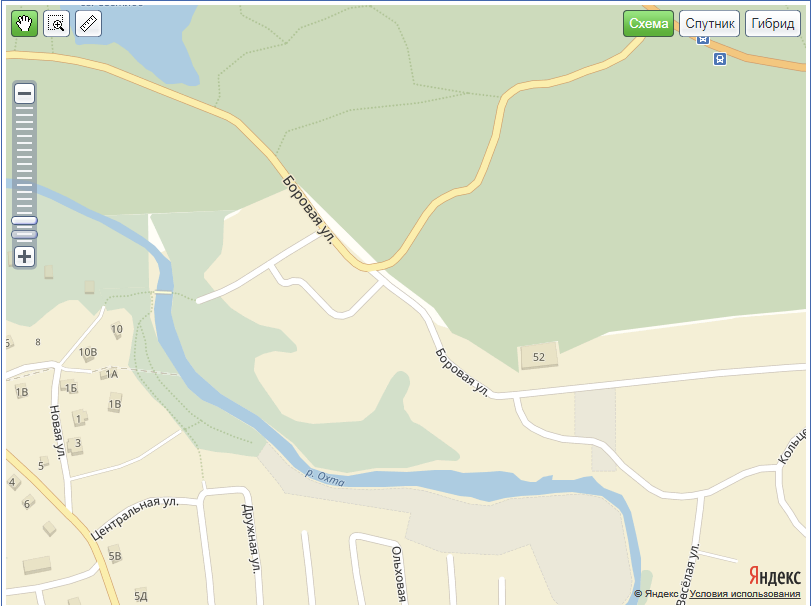 Схема
Спутник
Гибрид
Боровая ул.
10
8
10В
1А
1Б
1В
1В
Новая ул.
1
3
5
4
6
Боровая ул.
52
р. Охта
Кольце
Центральная ул.
Дружная ул.
Ольховая
Весёлая ул.
5В
5Д
Яндекс
© Яндекс Условия использования